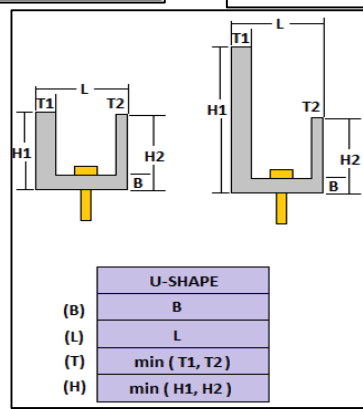 L
L
T1
T1
T2
H1
T2
H1
H2
H2
B
B
U-SHAPE
(B) B
(L) L
(T) min ( T1, T2 )
(H) min ( H1, H2 )